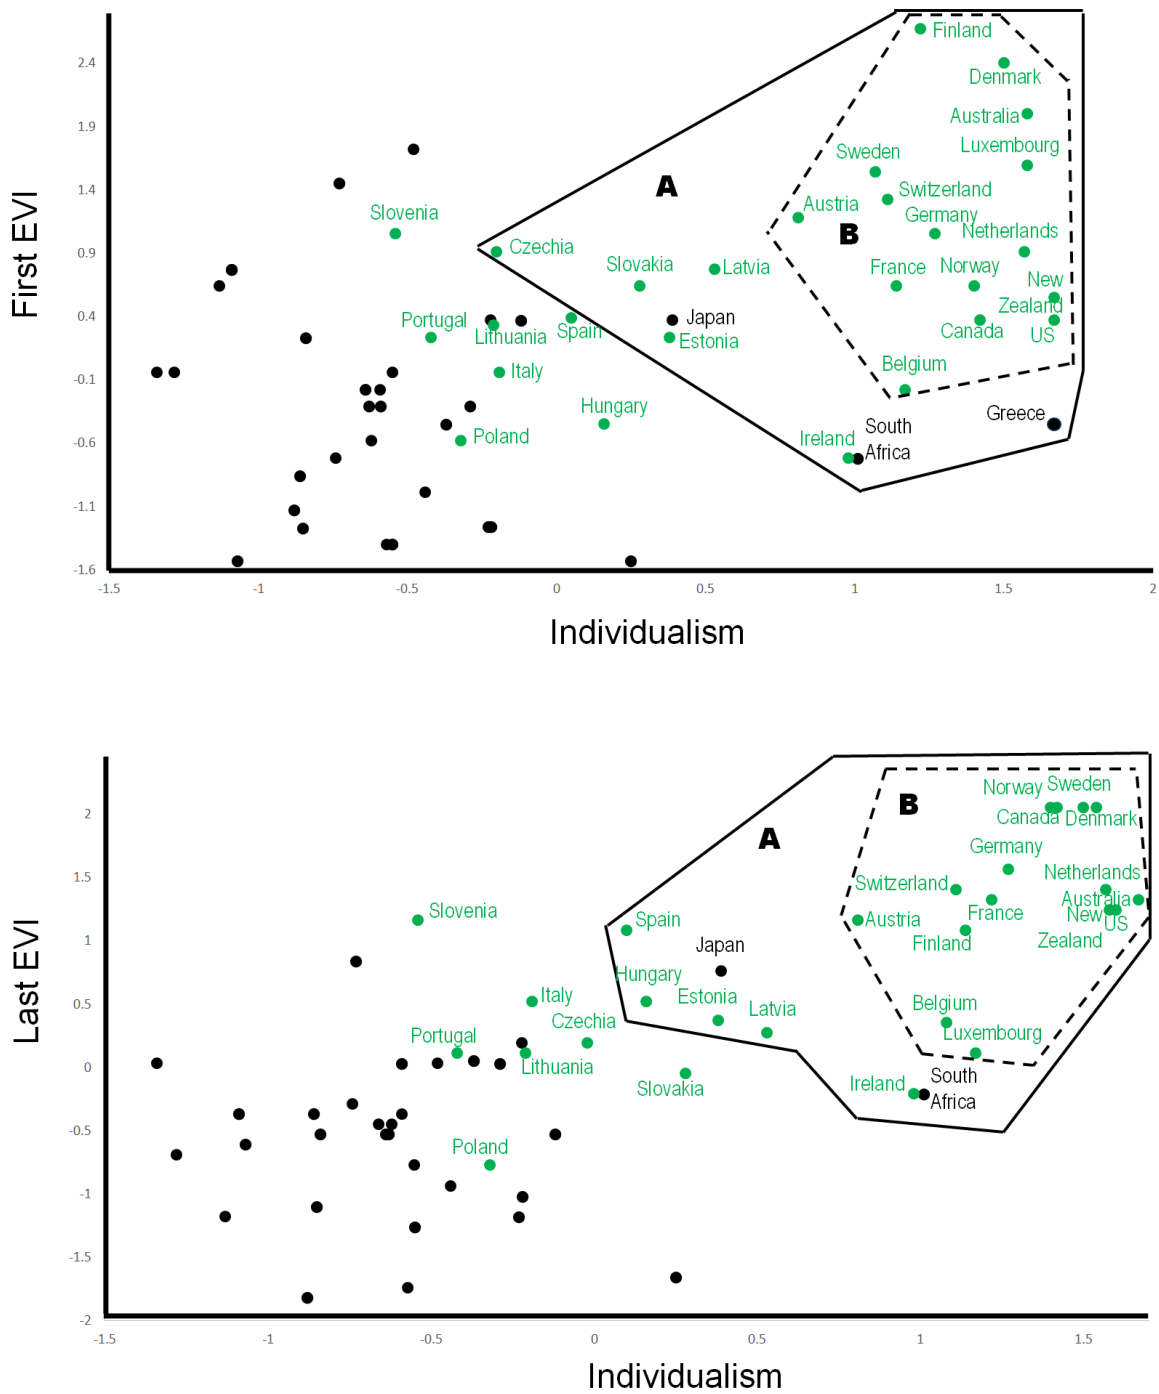 2.4
1.9
1.4
0.9
0.4
-0.1
-0.6
-1.1
-1.6
First EVI
Finland
Denmark
Australia
Luxembourg
Sweden
A
Switzerland
Austria
Slovenia
Germany
B
Netherlands
Czechia
Slovakia
Latvia
France
Norway
New
Zealand
Portugal
Lithuania
Spain
Japan
Estonia
Canada
US
Italy
Belgium
Hungary
Greece
Poland
Ireland
South
Africa
-1.5
-1
-0.5
0
0.5
1
1.5
2
Individualism
2
1.5
1
0.5
0
-0.5
-1
-1.5
-2
Last EVI
Norway
Sweden
B
Canada
Denmark
A
Germany
Netherlands
Switzerland
Australia
Slovenia
Spain
Austria
France
New
US
Japan
Finland
Zealand
Hungary
Italy
Estonia
Latvia
Belgium
Czechia
Portugal
Luxembourg
Lithuania
Slovakia
Ireland
South
Africa
Poland
-1.5
-1
-0.5
0
0.5
1
1.5
Individualism